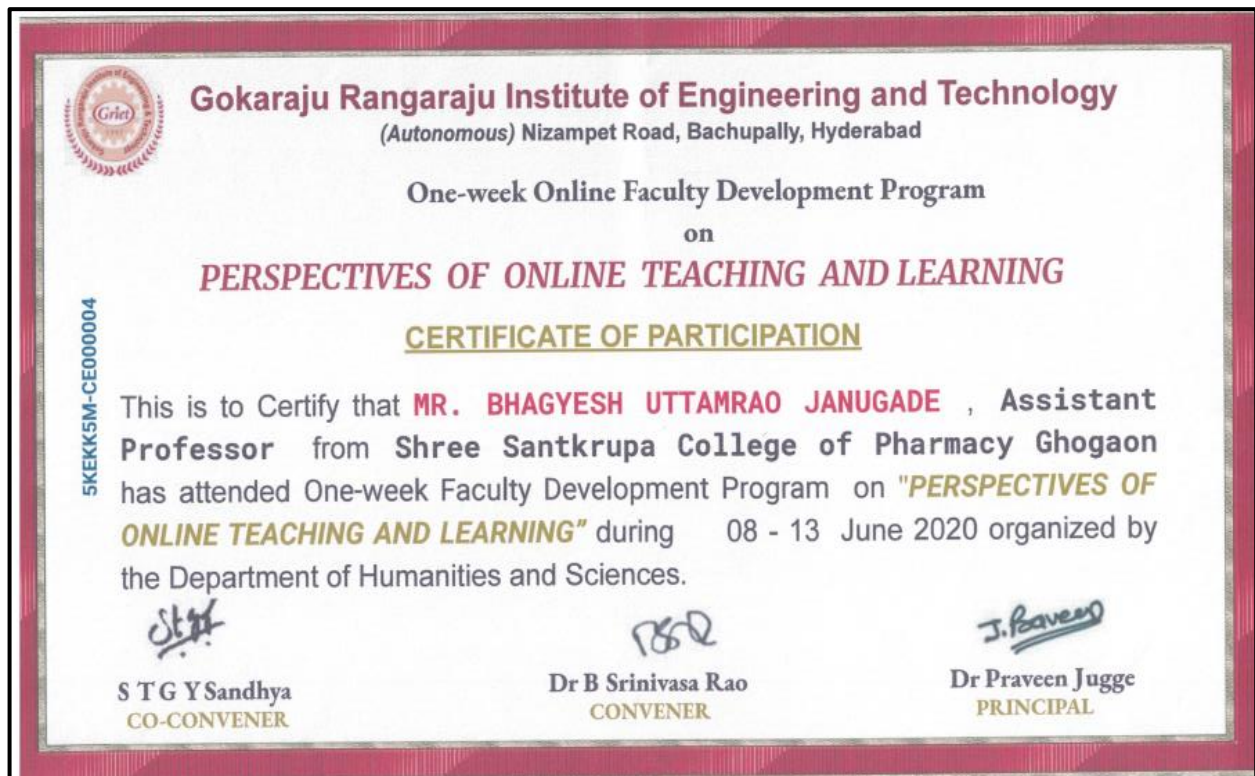 Gokaraju Rangaraju Institute of Engineering and Technology
Griet
(Autonomous) Nizampet Road, Bachupally, Hyderabad
One-week Online Faculty Development Program
on
PERSPECTIVES OF ONLINE TEACHING AND LEARNING
CERTIFICATE OF PARTICIPATION
5KEKK5M-CE000004
This is to Certify that MR. BHAGYESH UTTAMRAO JANUGADE , Assistant
Professor from Shree Santkrupa College of Pharmacy Ghogaon
has attended One-week Faculty Development Program on "PERSPECTIVES OF
ONLINE TEACHING AND LEARNING" during 08 - 13 June 2020 organized by
the Department of Humanities and Sciences.
J. Praveen
S T G Y Sandhya
CO-CONVENER
Dr B Srinivasa Rao
CONVENER
Dr Praveen Jugge
PRINCIPAL